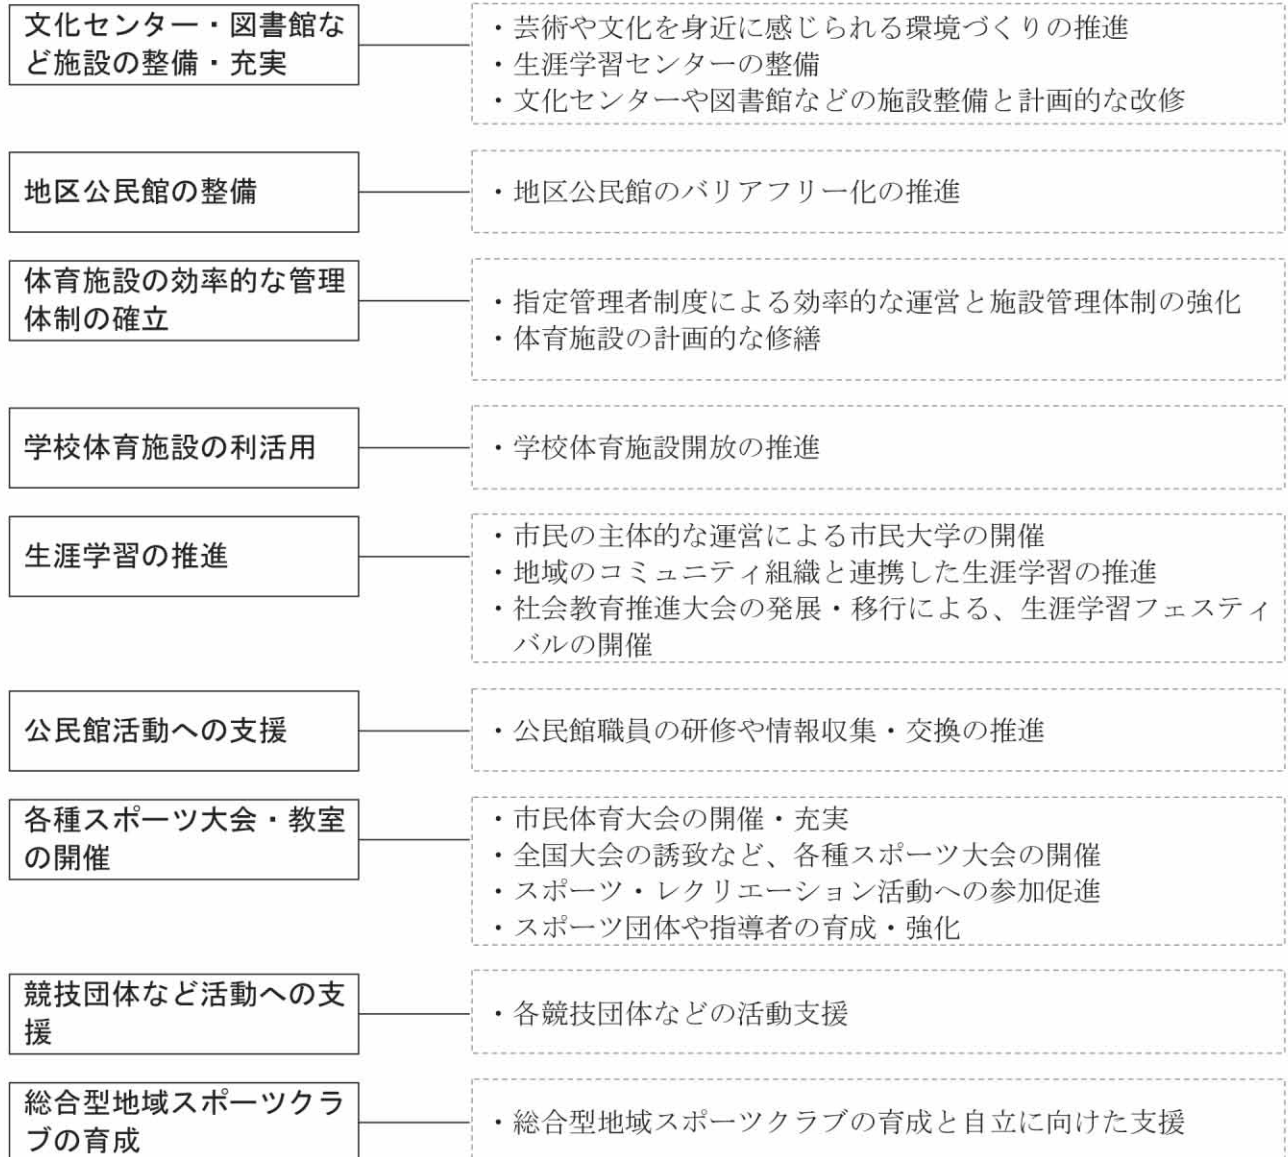 文化センター・図書館な
ど施設の整備・充実
・芸術や文化を身近に感じられる環境づくりの推進
・生涯学習センターの整備
・文化センターや図書館などの施設整備と計画的な改修
地区公民館の整備
・地区公民館のバリアフリー化の推進
体育施設の効率的な管理
体制の確立
・指定管理者制度による効率的な運営と施設管理体制の強化
・体育施設の計画的な修繕
学校体育施設の利活用
・学校体育施設開放の推進
生涯学習の推進
・市民の主体的な運営による市民大学の開催
・地域のコミュニティ組織と連携した生涯学習の推進
・社会教育推進大会の発展・移行による、生涯学習フェスティ
バルの開催
公民館活動への支援
・公民館職員の研修や情報収集・交換の推進
各種スポーツ大会・教室
の開催
・市民体育大会の開催・充実
・全国大会の誘致など、各種スポーツ大会の開催
・スポーツ・レクリエーション活動への参加促進
・スポーツ団体や指導者の育成・強化
競技団体など活動への支
援
・各競技団体などの活動支援
総合型地域スポーツクラ
ブの育成
・総合型地域スポーツクラブの育成と自立に向けた支援